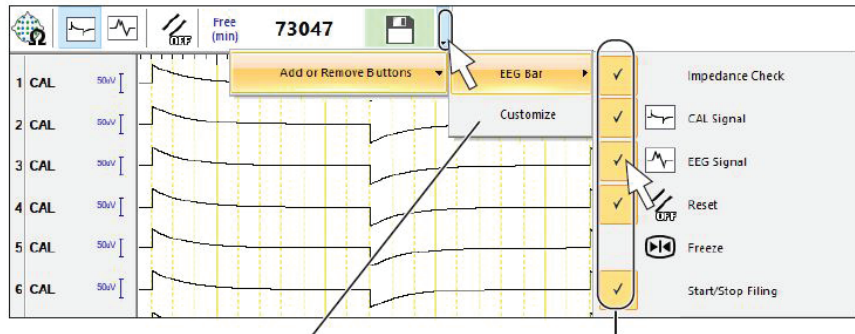 Ω OFF Free (min) 73047
Add or Remove Buttons EEG Bar ✓ Impedance Check
Customize ✓ CAL Signal
✓ EEG Signal
✓ OFF Reset
Freeze
✓ Start/Stop Filing
1 CAL 50uV
2 CAL 50uV
3 CAL 50uV
4 CAL 50uV
5 CAL 50uV
6 CAL 50uV